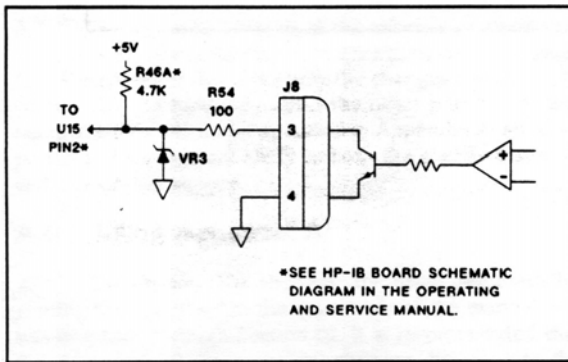 +5V
R46A*
4.7K
R54
100
J8
TO
U15
PIN2*
VR3
3
4
+
-
*SEE HP-IB BOARD SCHEMATIC
DIAGRAM IN THE OPERATING
AND SERVICE MANUAL.